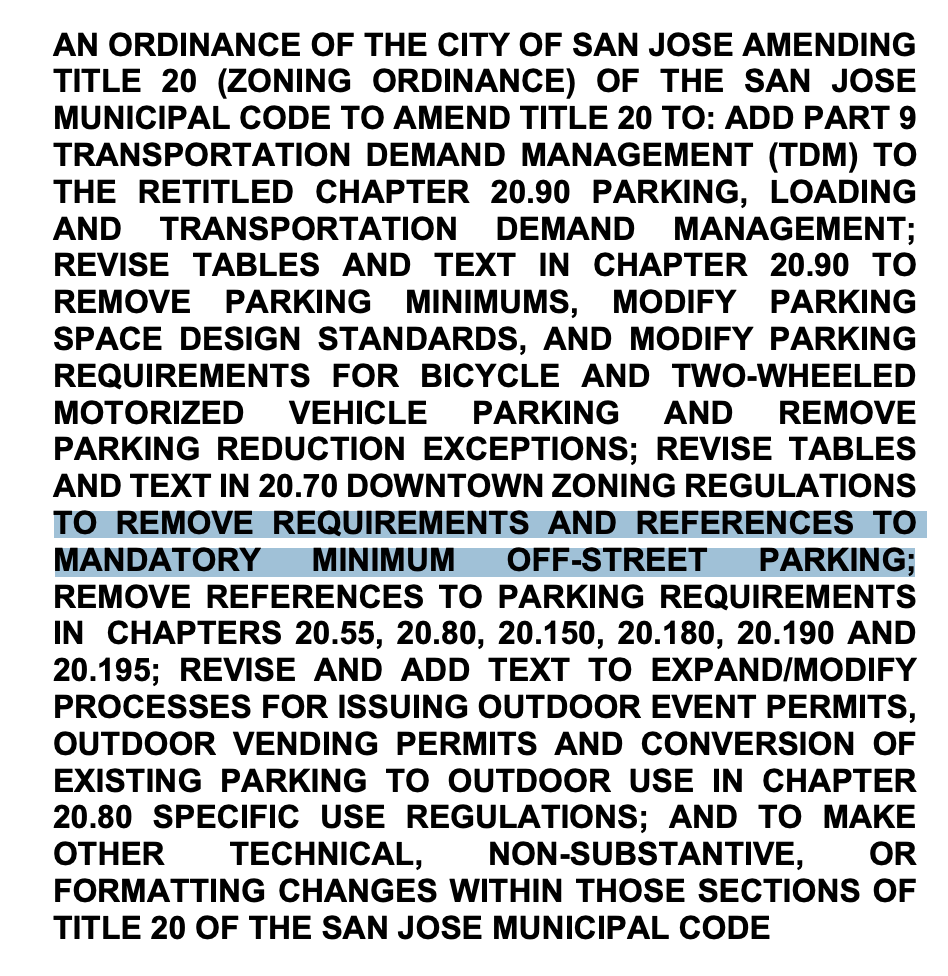 AN ORDINANCE OF THE CITY OF SAN JOSE AMENDING
TITLE 20 (ZONING ORDINANCE) OF THE SAN JOSE
MUNICIPAL CODE TO AMEND TITLE 20 TO: ADD PART 9
TRANSPORTATION DEMAND MANAGEMENT (TDM) TO
THE RETITLED CHAPTER 20.90 PARKING, LOADING
AND TRANSPORTATION DEMAND MANAGEMENT;
REVISE TABLES AND TEXT IN CHAPTER 20.90 TO
REMOVE PARKING MINIMUMS, MODIFY PARKING
SPACE DESIGN STANDARDS, AND MODIFY PARKING
REQUIREMENTS FOR BICYCLE AND TWO-WHEELED
MOTORIZED VEHICLE PARKING AND REMOVE
PARKING REDUCTION EXCEPTIONS; REVISE TABLES
AND TEXT IN 20.70 DOWNTOWN ZONING REGULATIONS
TO REMOVE REQUIREMENTS AND REFERENCES TO
MANDATORY MINIMUM OFF-STREET PARKING;
REMOVE REFERENCES TO PARKING REQUIREMENTS
IN CHAPTERS 20.55, 20.80, 20.150, 20.180, 20.190 AND
20.195; REVISE AND ADD TEXT TO EXPAND/MODIFY
PROCESSES FOR ISSUING OUTDOOR EVENT PERMITS,
OUTDOOR VENDING PERMITS AND CONVERSION OF
EXISTING PARKING TO OUTDOOR USE IN CHAPTER
20.80 SPECIFIC USE REGULATIONS; AND TO MAKE
OTHER TECHNICAL, NON-SUBSTANTIVE, OR
FORMATTING CHANGES WITHIN THOSE SECTIONS OF
TITLE 20 OF THE SAN JOSE MUNICIPAL CODE